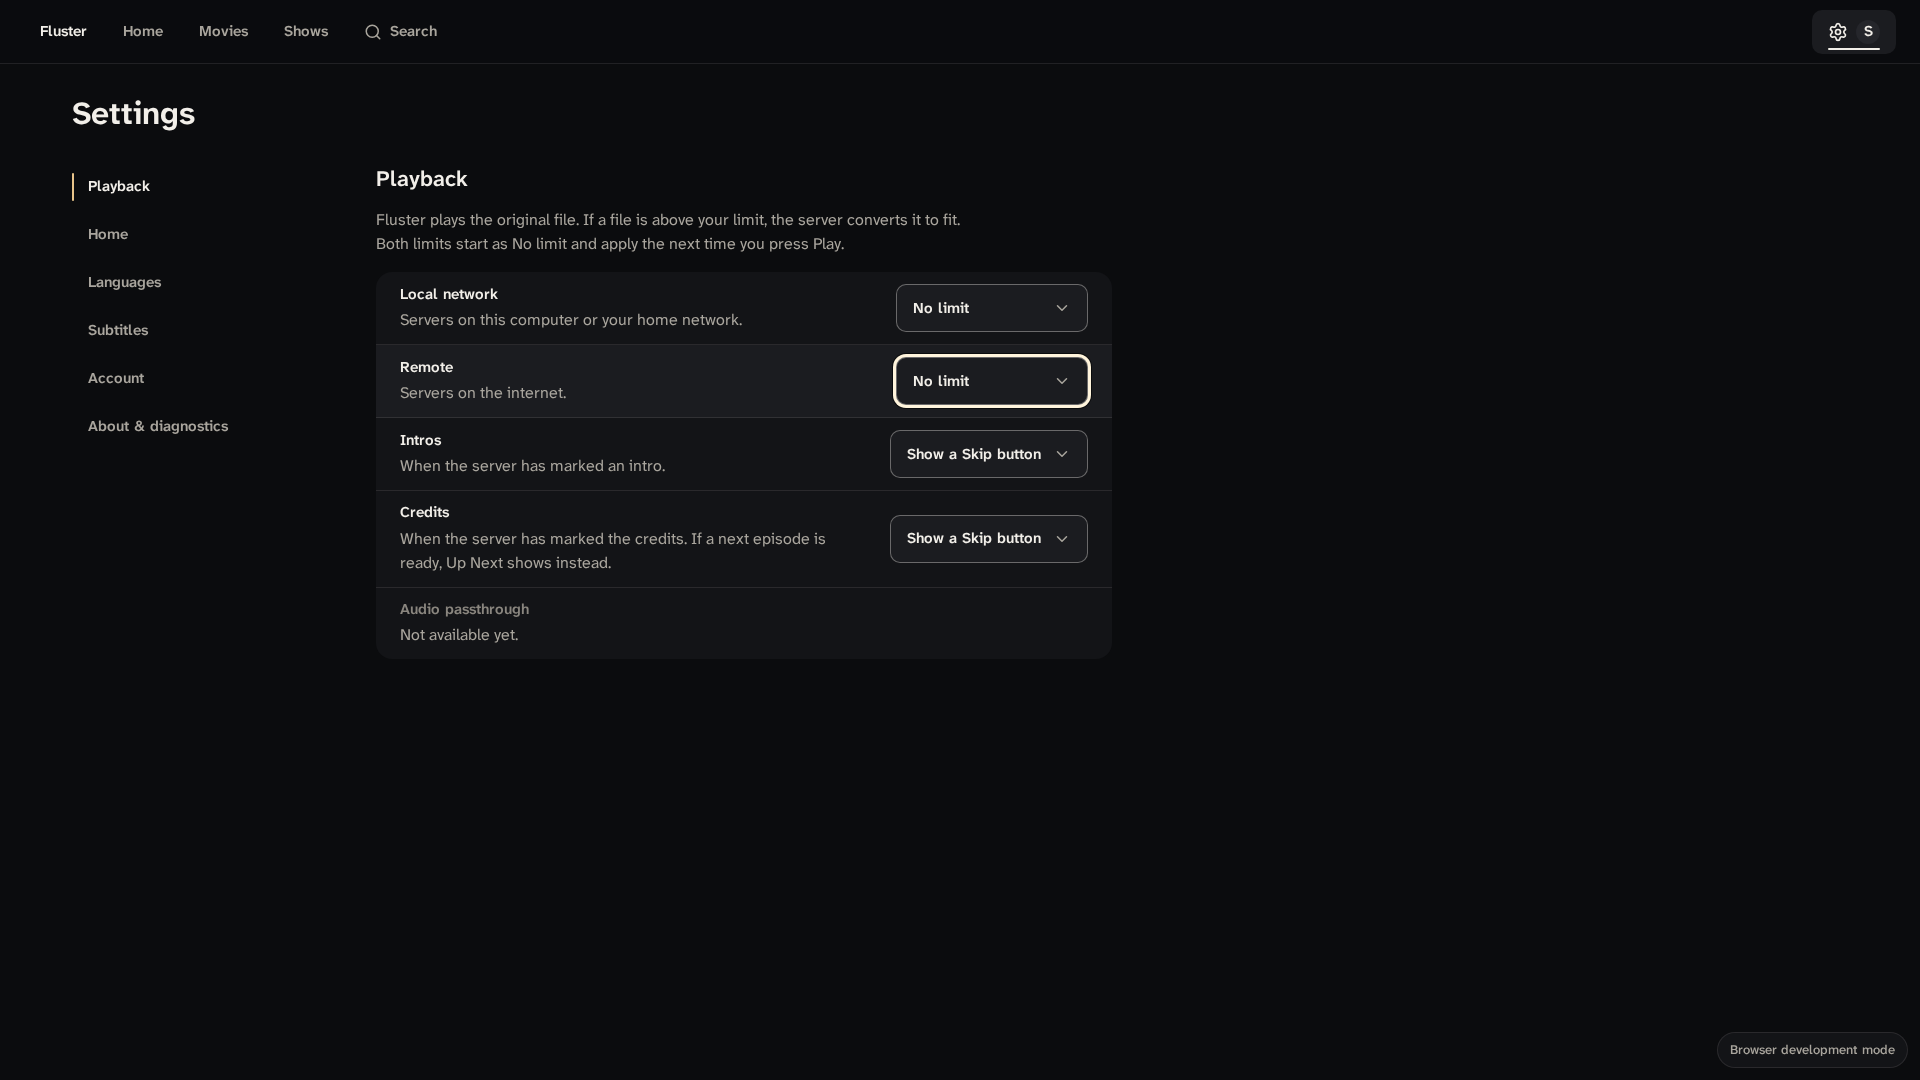 Fluster
Home
Movies
Shows
Search
S
Settings
Playback
Home
Languages
Subtitles
Account
About & diagnostics
Playback
Fluster plays the original file. If a file is above your limit, the server converts it to fit.
Both limits start as No limit and apply the next time you press Play.
Local network
Servers on this computer or your home network.
No limit
Remote
Servers on the internet.
No limit
Intros
When the server has marked an intro.
Show a Skip button
Credits
When the server has marked the credits. If a next episode is
ready, Up Next shows instead.
Show a Skip button
Audio passthrough
Not available yet.
Browser development mode